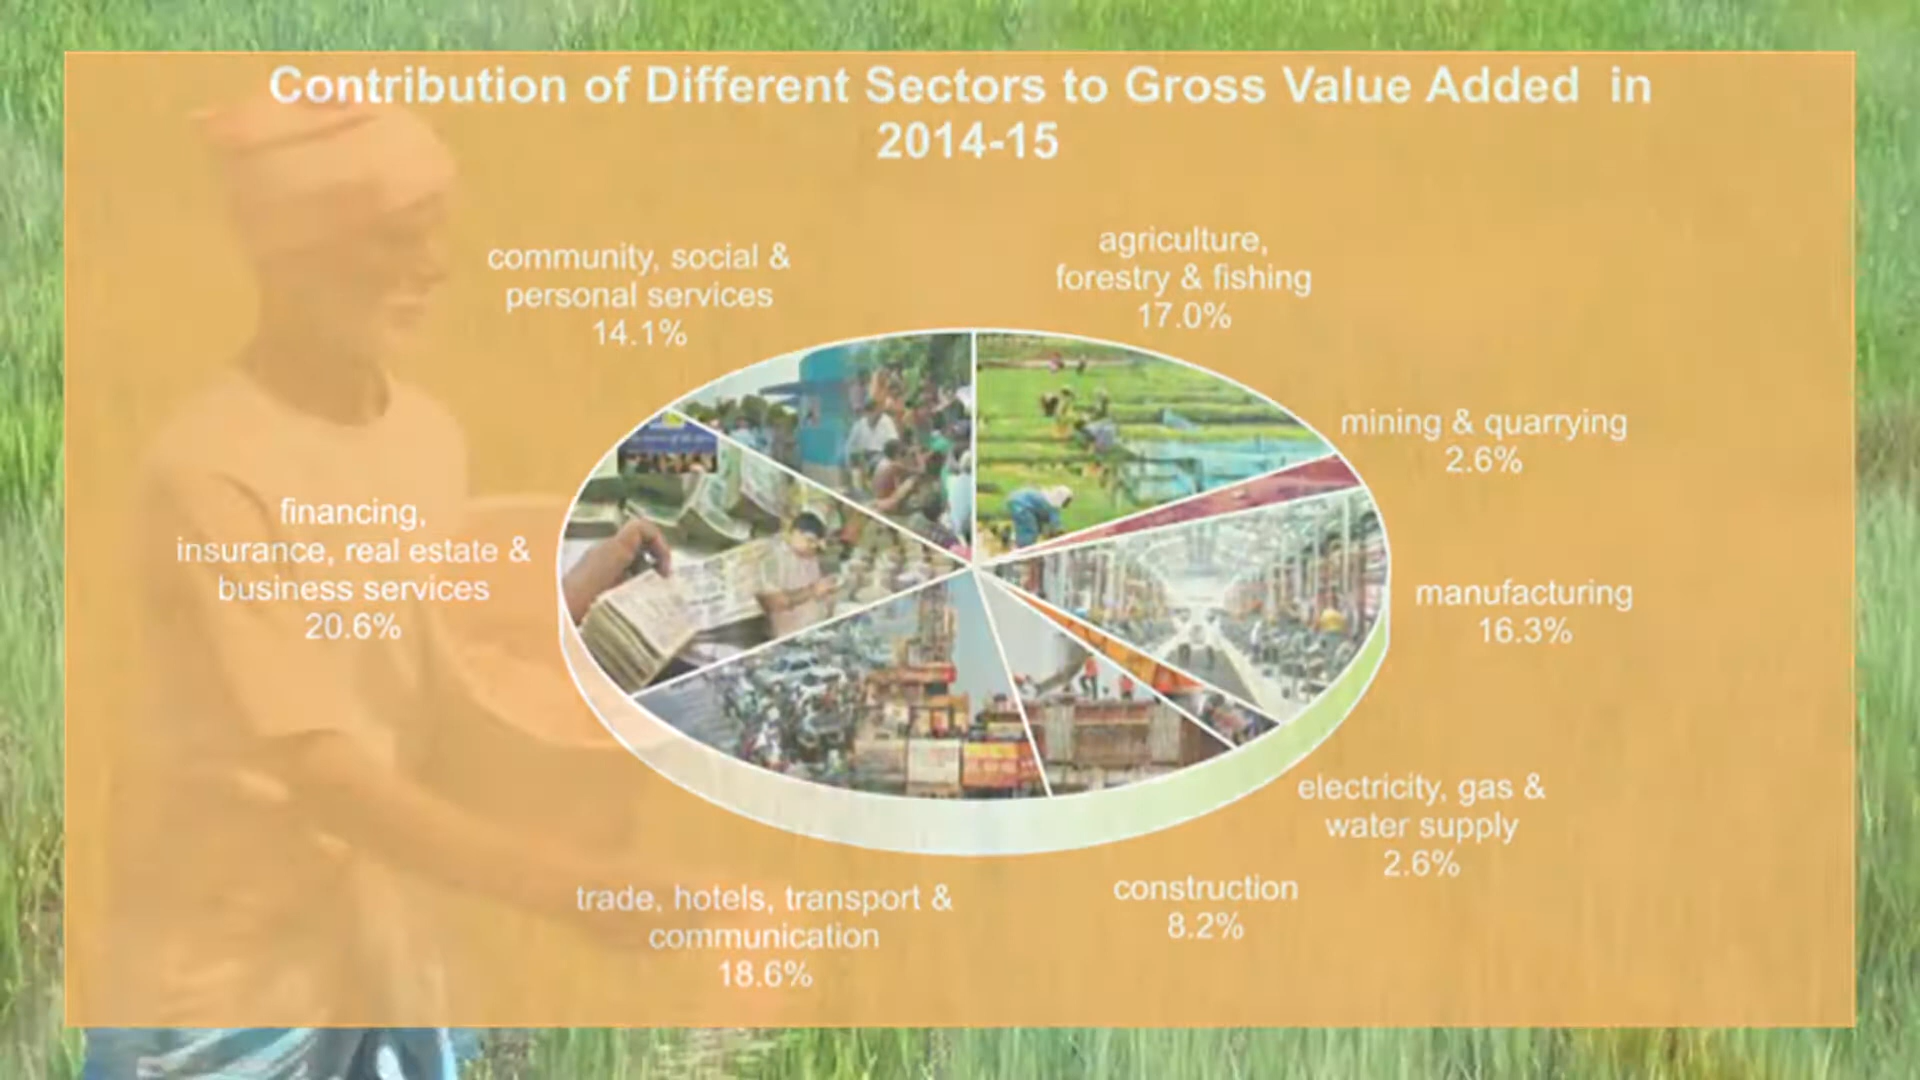 Contribution of Different Sectors to Gross Value Added in
2014-15
community, social &
personal services
14.1%
agriculture,
forestry & fishing
17.0%
mining & quarrying
2.6%
financing,
insurance, real estate &
business services
20.6%
manufacturing
16.3%
electricity, gas &
water supply
2.6%
construction
8.2%
trade, hotels, transport &
communication
18.6%